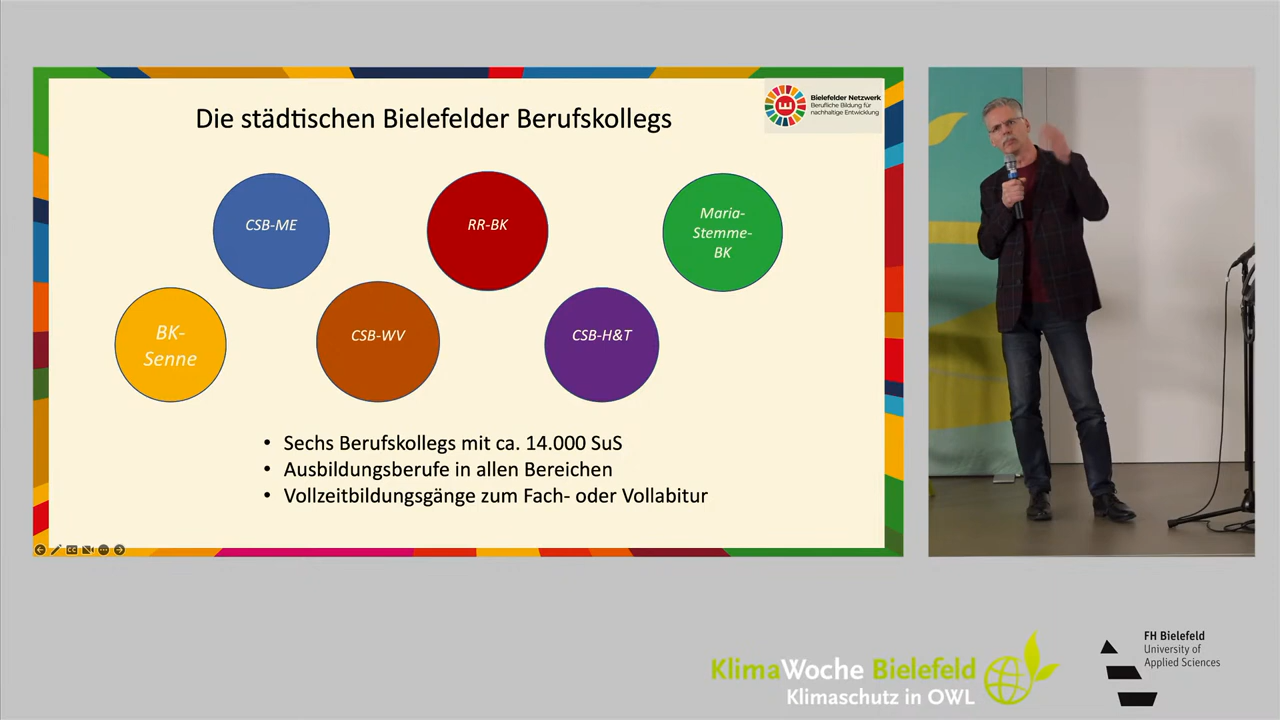 Die städtischen Bielefelder Berufskollegs
Bielefelder Netzwerk
Berufliche Bildung für
nachhaltige Entwicklung
CSB-ME
RR-BK
Maria-
Stemme-
BK
BK-
Senne
CSB-WV
CSB-H&T
• Sechs Berufskollegs mit ca. 14.000 SuS
• Ausbildungsberufe in allen Bereichen
• Vollzeitbildungsgänge zum Fach- oder Vollabitur
KlimaWoche Bielefeld
Klimaschutz in OWL
FH Bielefeld
University of
Applied Sciences